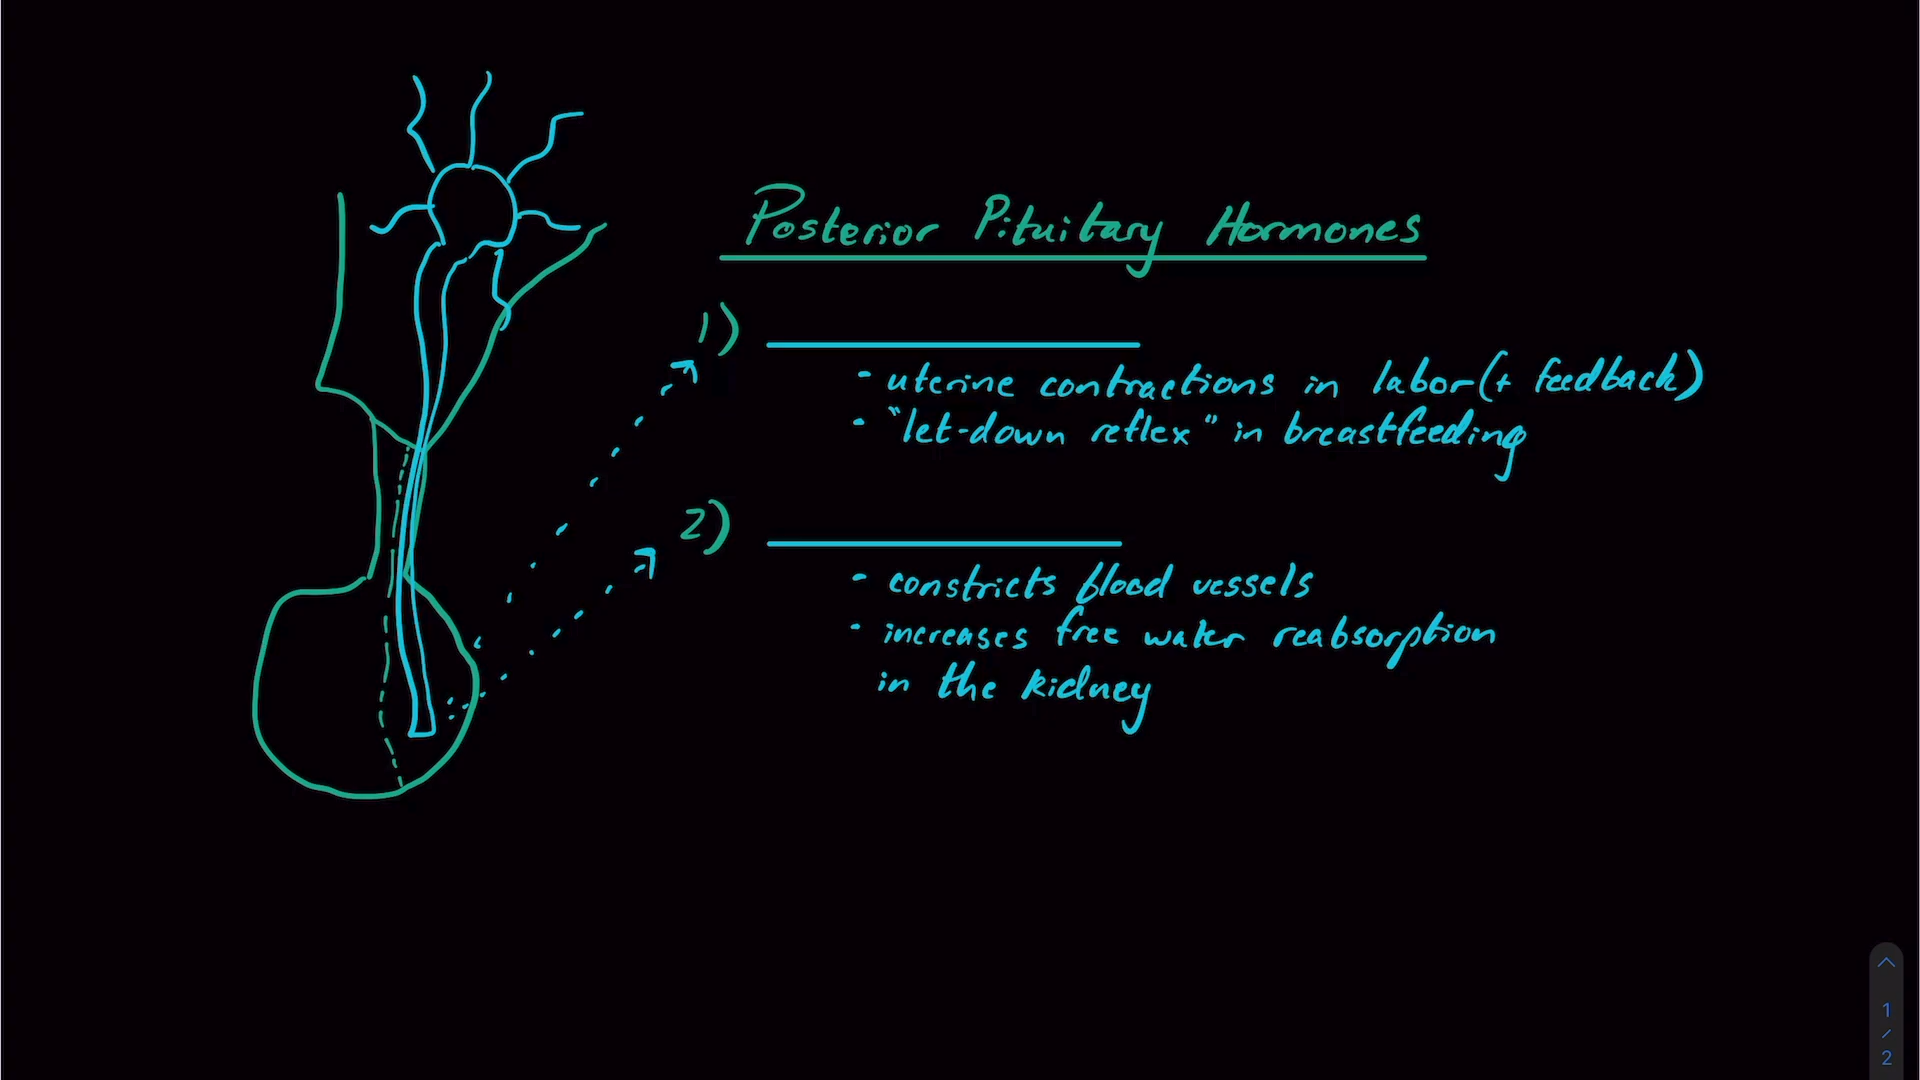 Posterior Pituitary Hormones
1)
- uterine contractions in labor (+ feedback)
- "let-down reflex" in breastfeeding
2)
- constricts blood vessels
- increases free water reabsorption
in the kidney
1
/
2